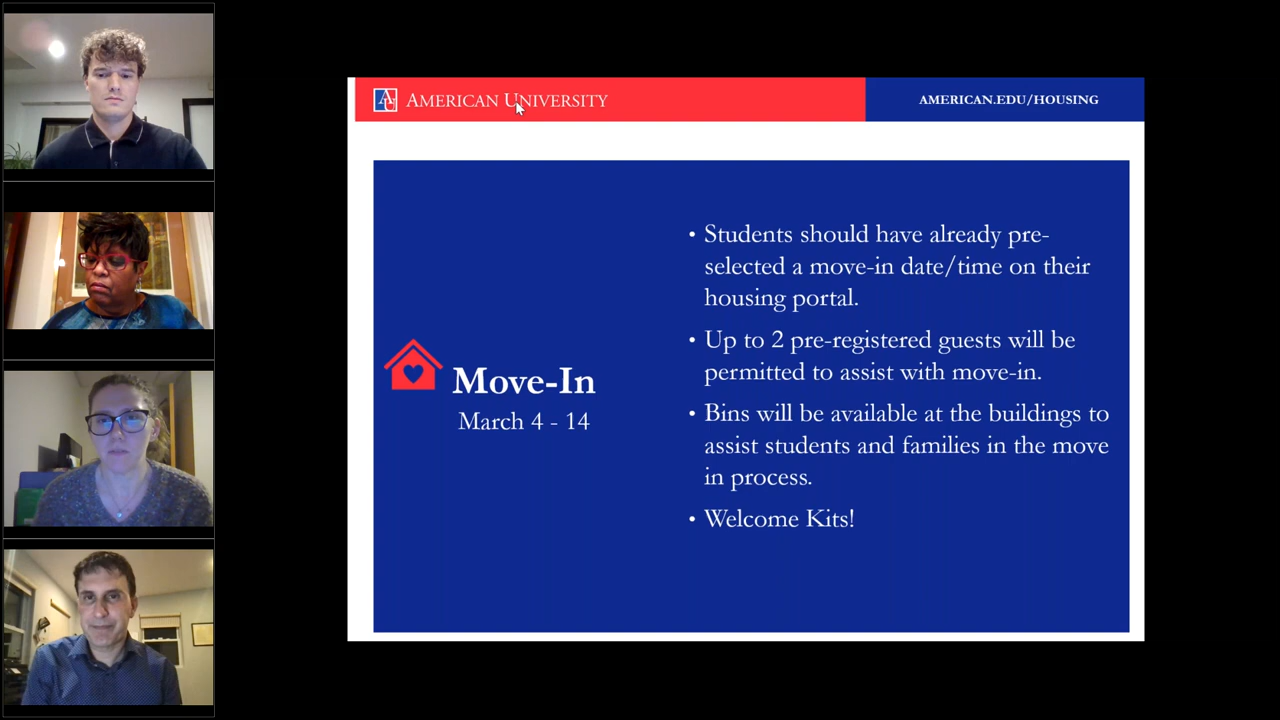 AMERICAN UNIVERSITY
AMERICAN.EDU/HOUSING
Move-In
March 4 - 14
• Students should have already pre-
selected a move-in date/time on their
housing portal.
• Up to 2 pre-registered guests will be
permitted to assist with move-in.
• Bins will be available at the buildings to
assist students and families in the move
in process.
• Welcome Kits!